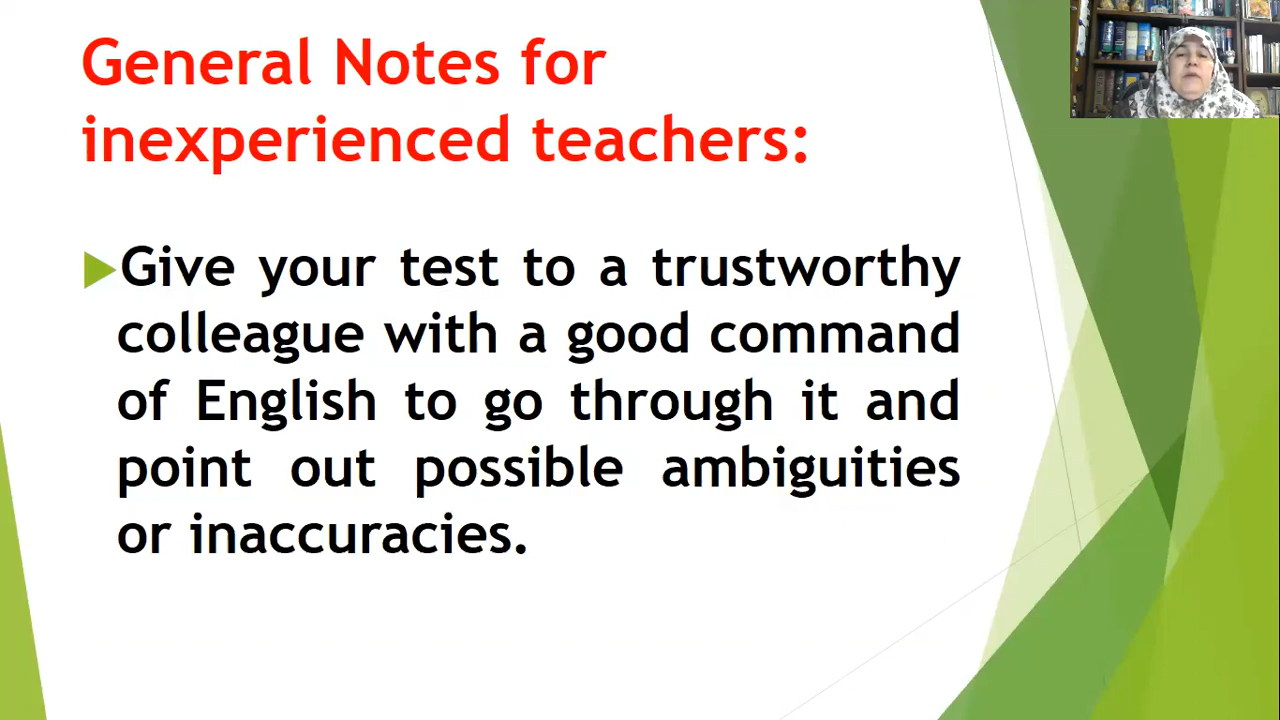 General Notes for
inexperienced teachers:
Give your test to a trustworthy
colleague with a good command
of English to go through it and
point out possible ambiguities
or inaccuracies.